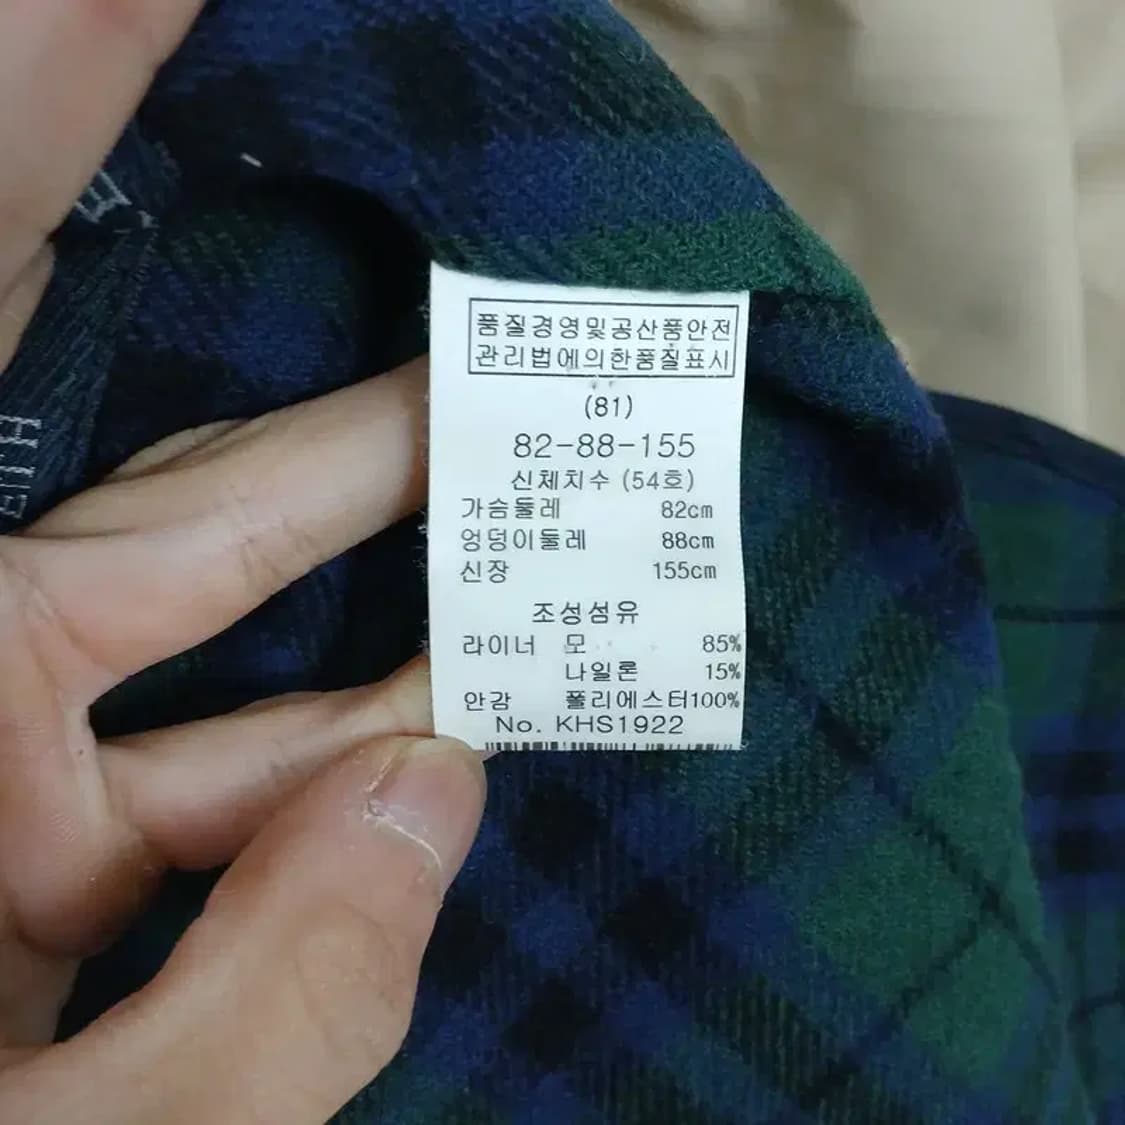 품질경영및공산품안전
관리법에의한품질표시
(81)
82-88-155
신체치수 (54호)
가슴둘레 82cm
엉덩이둘레 88cm
신장 155cm
조성섬유
라이너 모 85%
나일론 15%
안감 폴리에스터100%
No. KHS1922